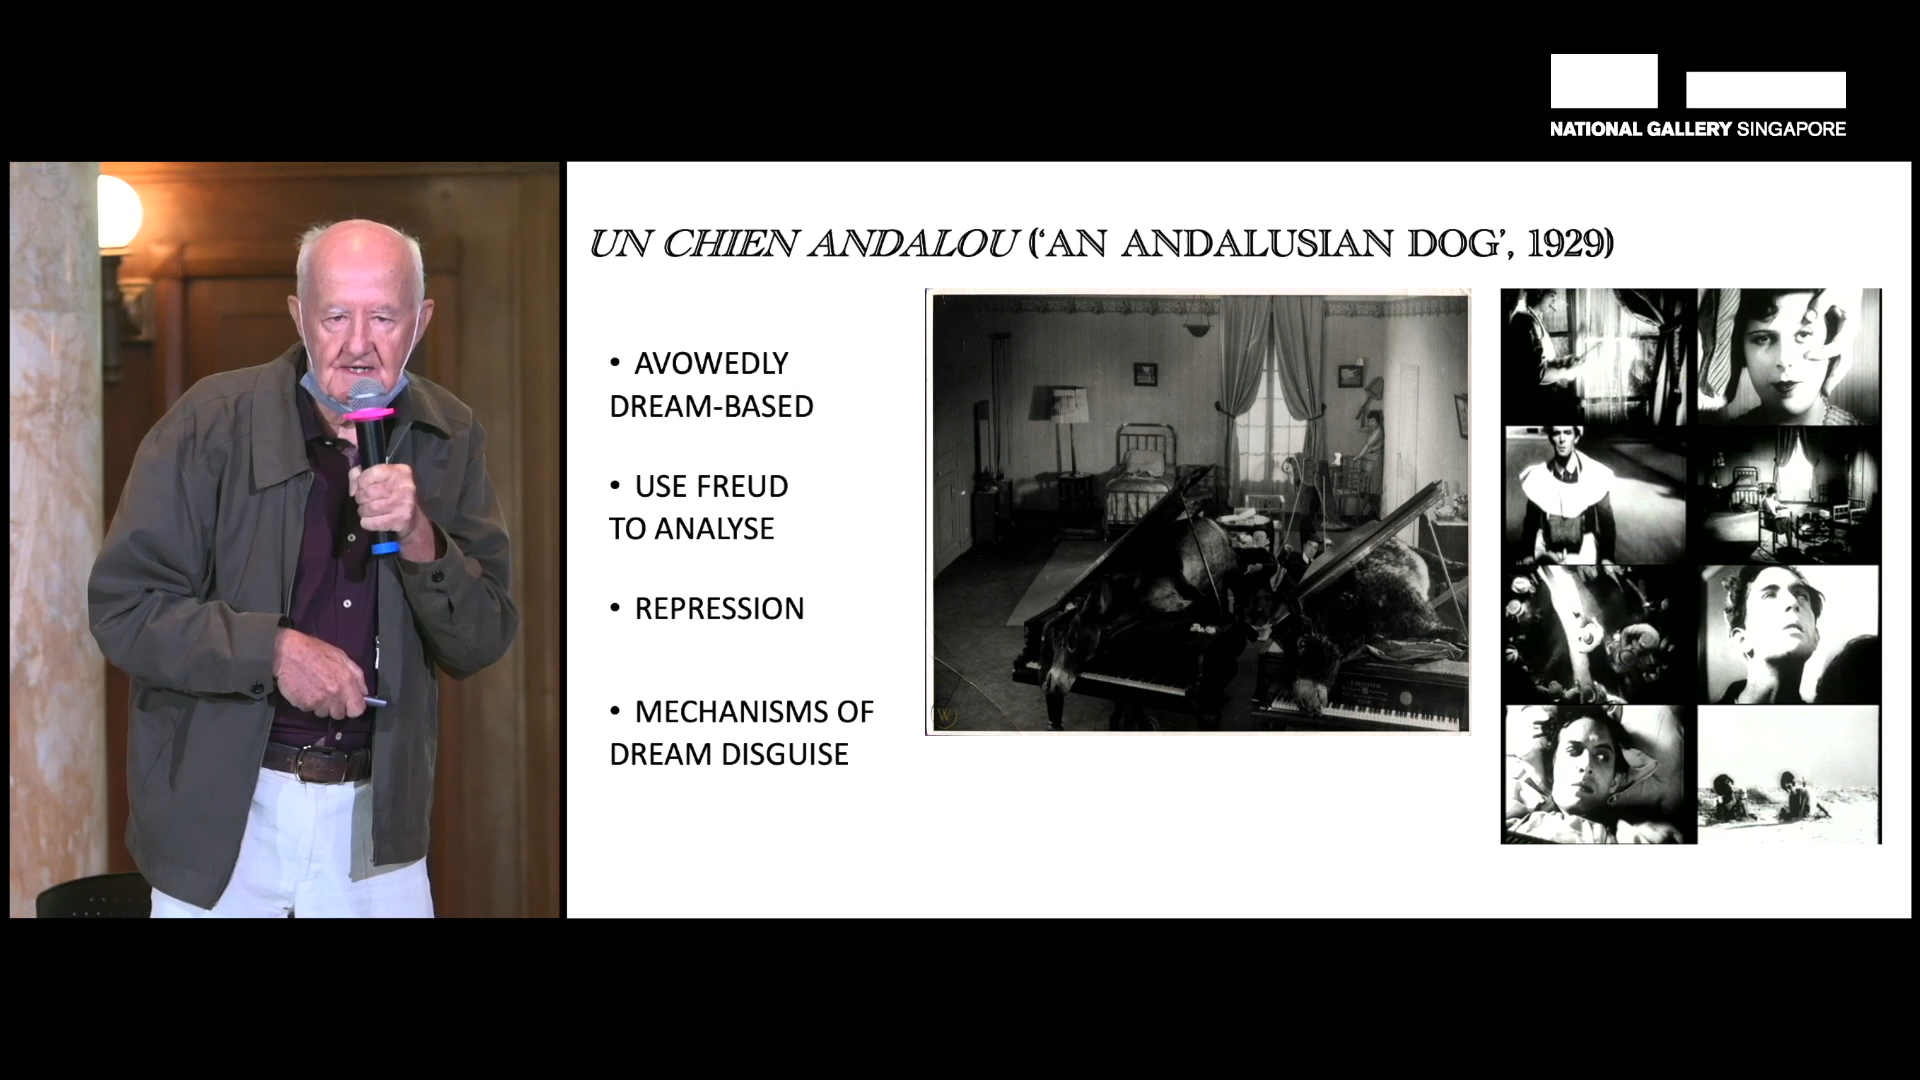 NATIONAL GALLERY SINGAPORE
UN CHIEN ANDALOU (‘AN ANDALUSIAN DOG’, 1929)
• AVOWEDLY
DREAM-BASED
• USE FREUD
TO ANALYSE
• REPRESSION
• MECHANISMS OF
DREAM DISGUISE
W